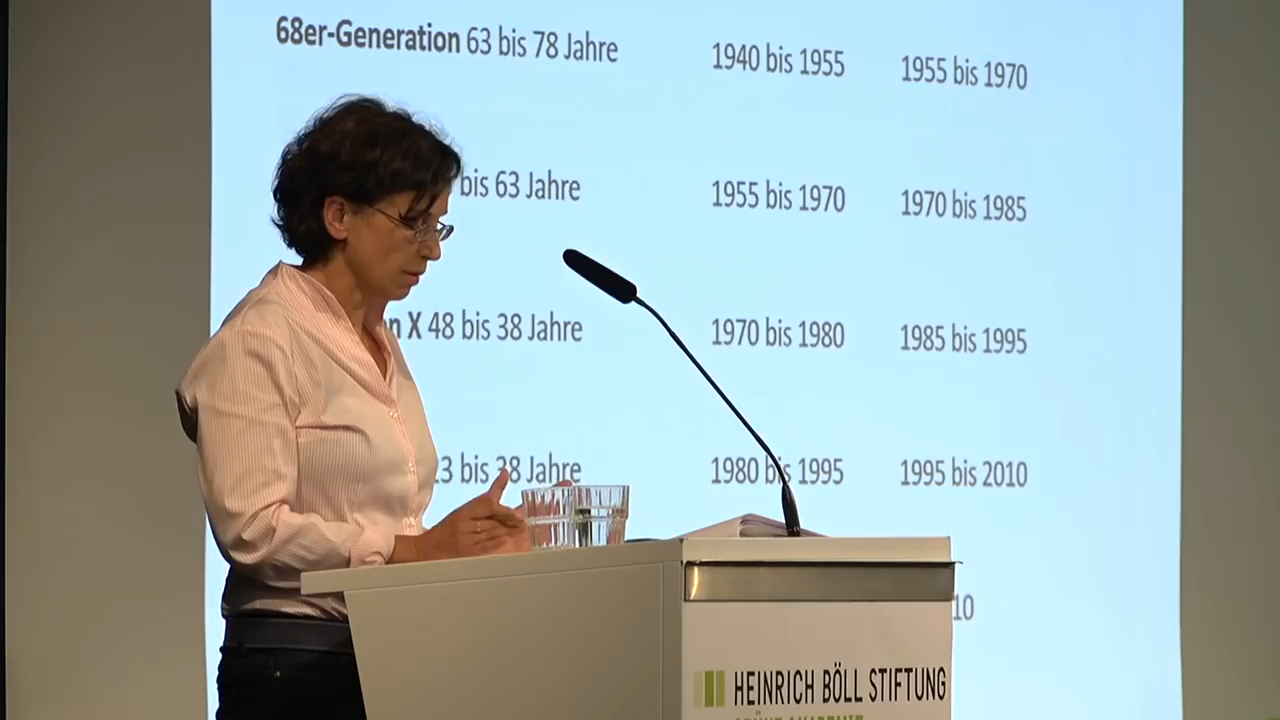 68er-Generation 63 bis 78 Jahre 1940 bis 1955 1955 bis 1970
bis 63 Jahre 1955 bis 1970 1970 bis 1985
n X 48 bis 38 Jahre 1970 bis 1980 1985 bis 1995
3 bis 38 Jahre 1980 bis 1995 1995 bis 2010
10
HEINRICH BÖLL STIFTUNG